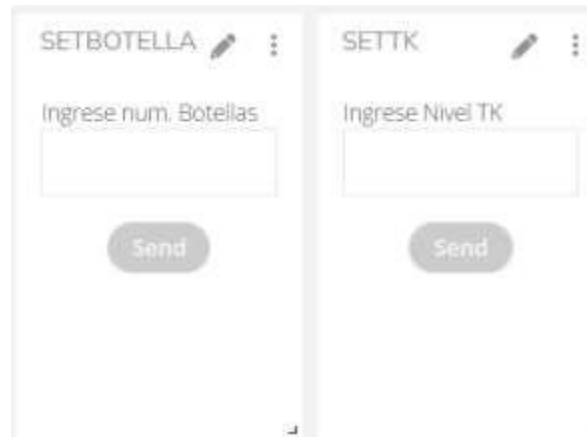 SETBOTELLA
Ingrese num. Botellas
Send
SETTK
Ingrese Nivel TK
Send